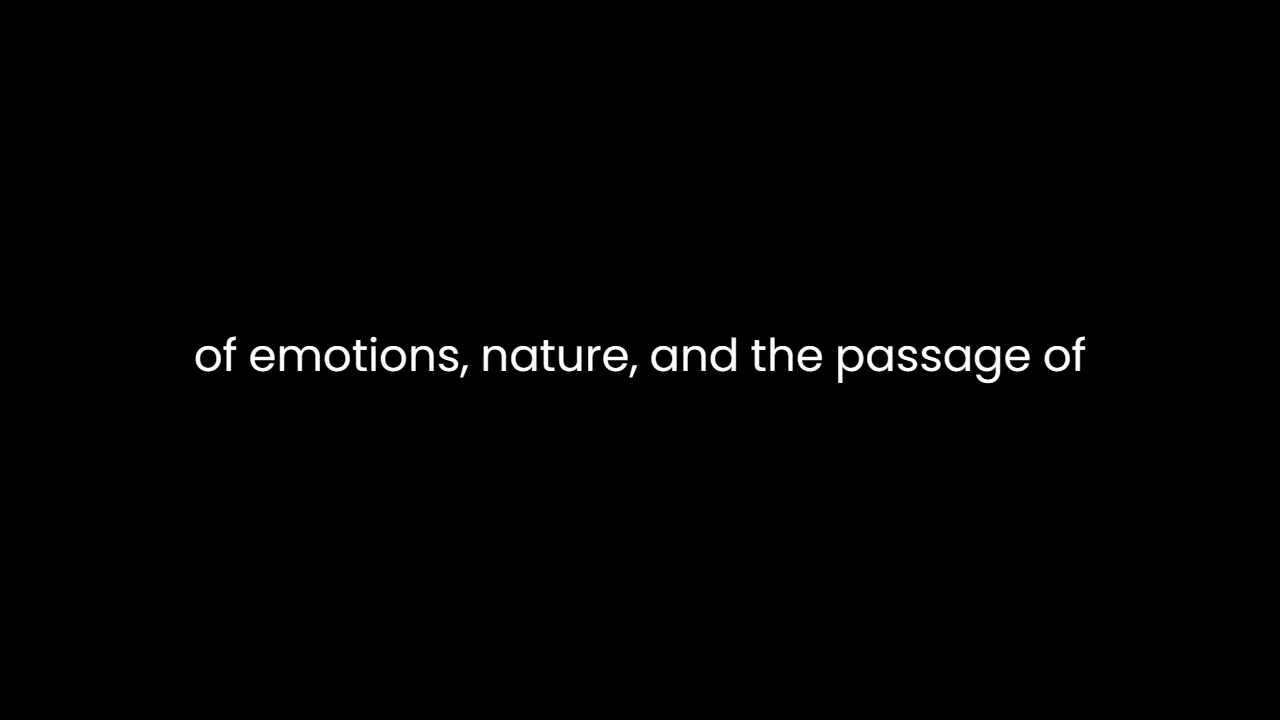 of emotions, nature, and the passage of